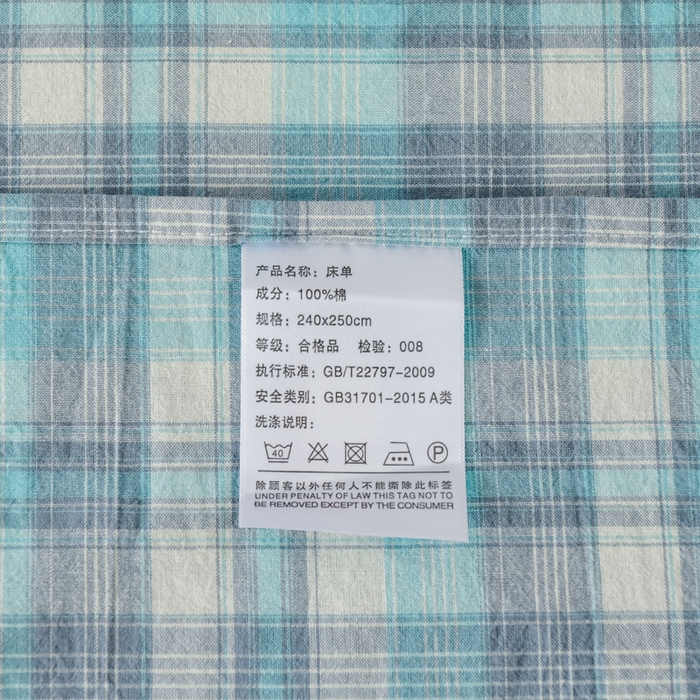 产品名称：床单
成分：100%棉
规格：240x250cm
等级：合格品 检验：008
执行标准：GB/T22797-2009
安全类别：GB31701-2015 A类
洗涤说明：
40 P
除顾客以外任何人不能撕除此标签
UNDER PENALTY OF LAW THIS TAG NOT TO
BE REMOVED EXCEPT BY THE CONSUMER